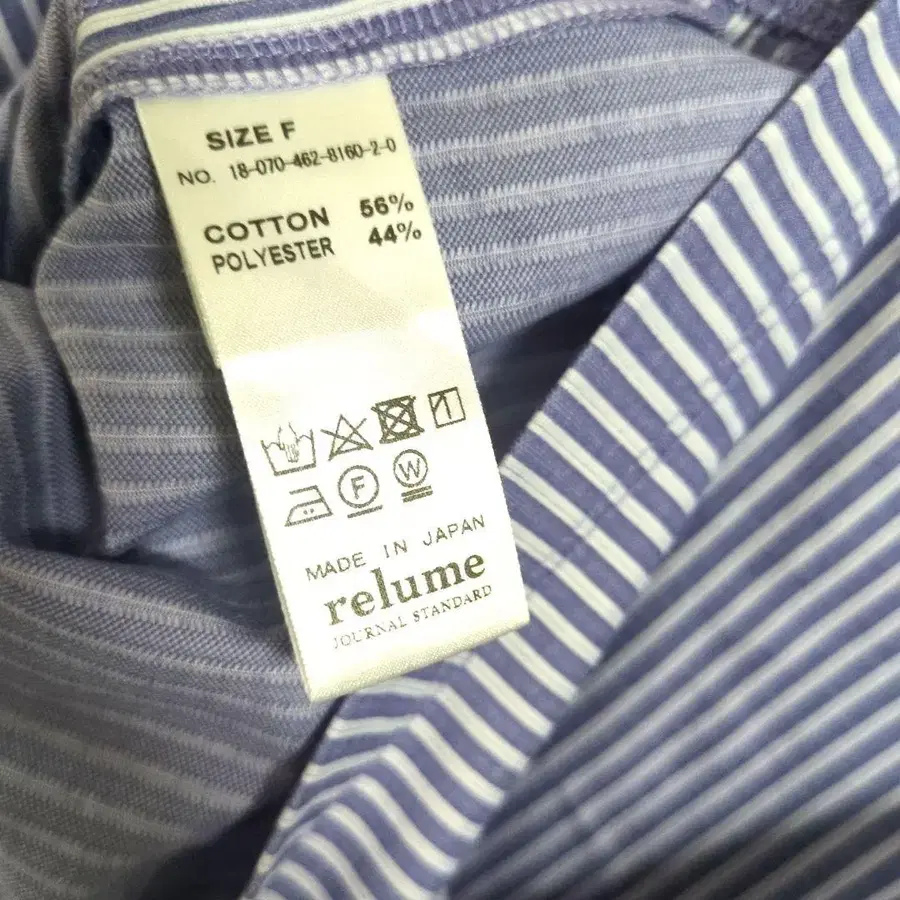 SIZE F
NO. 18-070-462-8160-2-0
COTTON 56%
POLYESTER 44%
F W
MADE IN JAPAN
relume
JOURNAL STANDARD